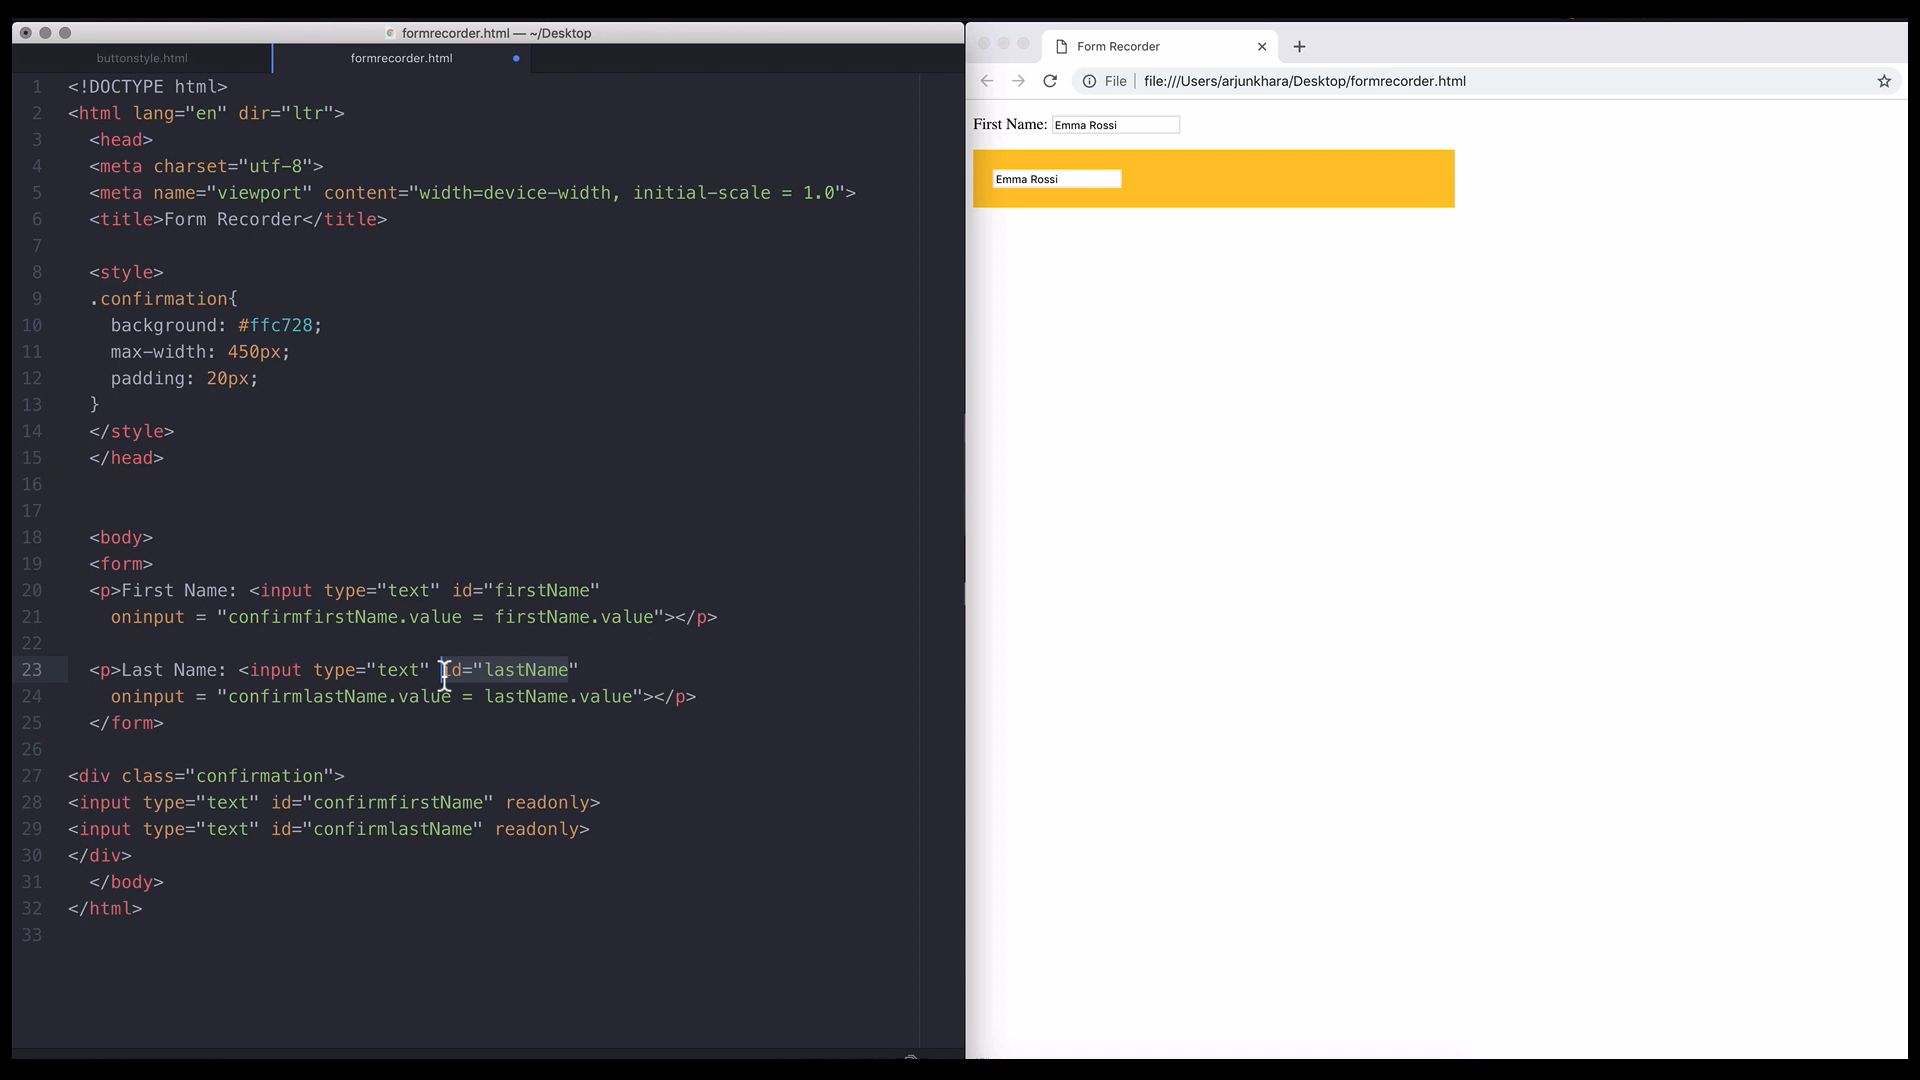 formrecorder.html — ~/Desktop
buttonstyle.html
formrecorder.html
1 <!DOCTYPE html>
2 <html lang="en" dir="ltr">
3 <head>
4 <meta charset="utf-8">
5 <meta name="viewport" content="width=device-width, initial-scale = 1.0">
6 <title>Form Recorder</title>
7
8 <style>
9 .confirmation{
10 background: #ffc728;
11 max-width: 450px;
12 padding: 20px;
13 }
14 </style>
15 </head>
16
17
18 <body>
19 <form>
20 <p>First Name: <input type="text" id="firstName"
21 oninput = "confirmfirstName.value = firstName.value"></p>
22
23 <p>Last Name: <input type="text" id="lastName"
24 oninput = "confirmlastName.value = lastName.value"></p>
25 </form>
26
27 <div class="confirmation">
28 <input type="text" id="confirmfirstName" readonly>
29 <input type="text" id="confirmlastName" readonly>
30 </div>
31 </body>
32 </html>
33
Form Recorder
File file:///Users/arjunkhara/Desktop/formrecorder.html
First Name: Emma Rossi
Emma Rossi